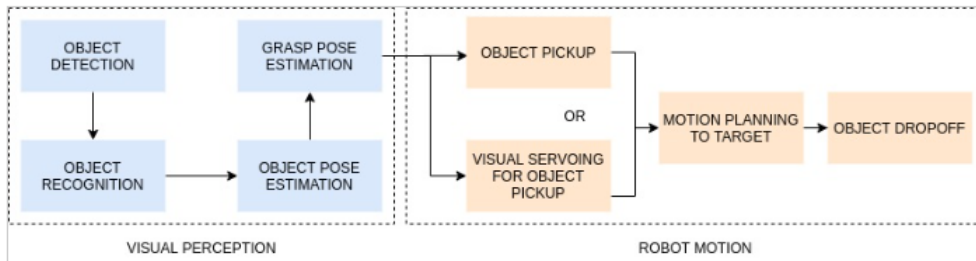 OBJECT
DETECTION
OBJECT
RECOGNITION
OBJECT POSE
ESTIMATION
GRASP POSE
ESTIMATION
OBJECT PICKUP
OR
VISUAL SERVOING
FOR OBJECT
PICKUP
MOTION PLANNING
TO TARGET
OBJECT DROPOFF
VISUAL PERCEPTION
ROBOT MOTION